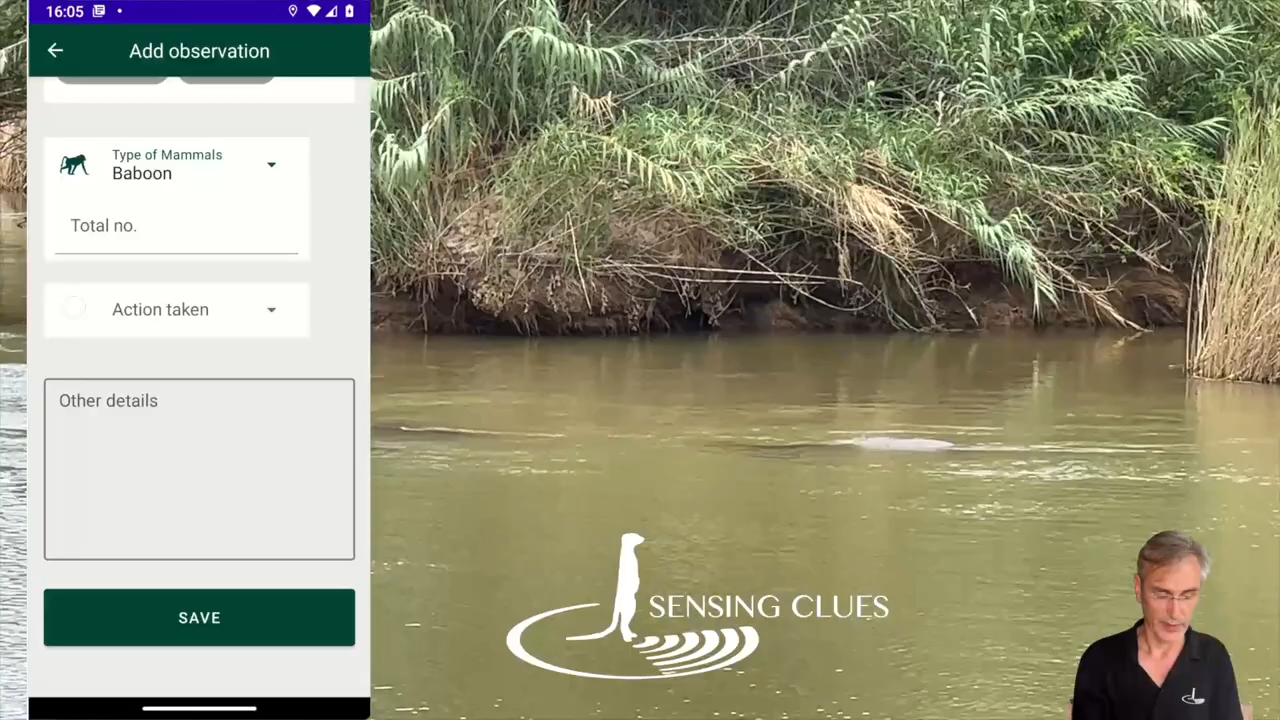 16:05
Add observation
Type of Mammals
Baboon
Total no.
Action taken
Other details
SAVE
SENSING CLUES